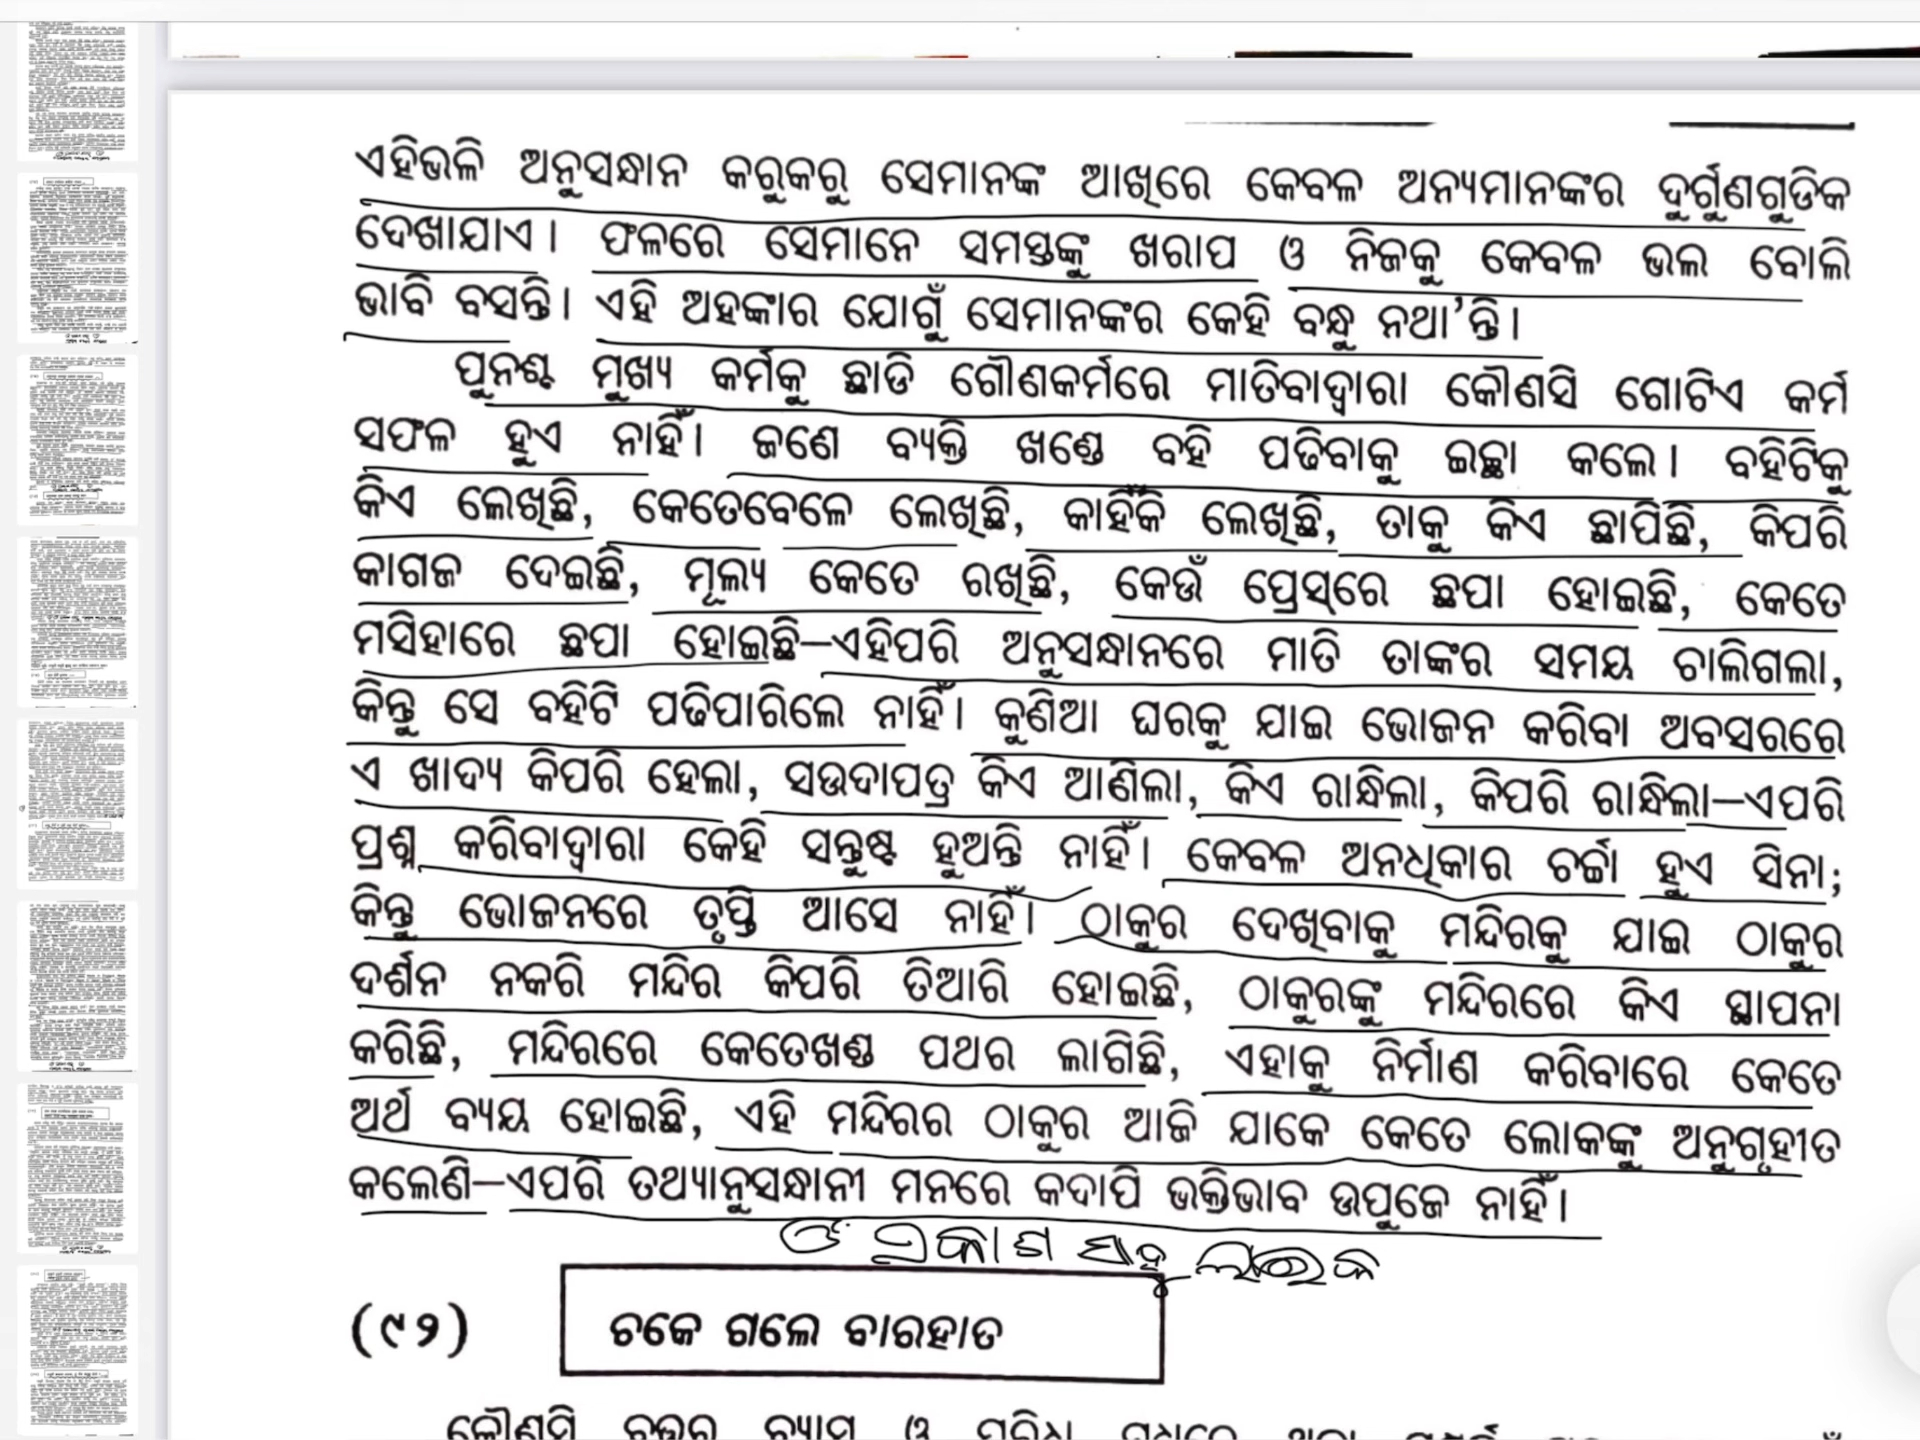 ଏହିଭଳି ଅନୁସନ୍ଧାନ କରୁକରୁ ସେମାନଙ୍କ ଆଖିରେ କେବଳ ଅନ୍ୟମାନଙ୍କର ଦୁର୍ଗୁଣଗୁଡିକ
ଦେଖାଯାଏ। ଫଳରେ ସେମାନେ ସମସ୍ତଙ୍କୁ ଖରାପ ଓ ନିଜକୁ କେବଳ ଭଲ ବୋଲି
ଭାବି ବସନ୍ତି। ଏହି ଅହଙ୍କାର ଯୋଗୁଁ ସେମାନଙ୍କର କେହି ବନ୍ଧୁ ନଥା'ନ୍ତି।
ପୁନଶ୍ଚ ମୁଖ୍ୟ କର୍ମକୁ ଛାଡି ଗୌଣକର୍ମରେ ମାତିବାଦ୍ୱାରା କୌଣସି ଗୋଟିଏ କର୍ମ
ସଫଳ ହୁଏ ନାହିଁ। ଜଣେ ବ୍ୟକ୍ତି ଖଣ୍ଡେ ବହି ପଢିବାକୁ ଇଚ୍ଛା କଲେ। ବହିଟିକୁ
କିଏ ଲେଖିଛି, କେତେବେଳେ ଲେଖିଛି, କାହିଁକି ଲେଖିଛି, ତାକୁ କିଏ ଛାପିଛି, କିପରି
କାଗଜ ଦେଇଛି, ମୂଲ୍ୟ କେତେ ରଖିଛି, କେଉଁ ପ୍ରେସ୍‌ରେ ଛପା ହୋଇଛି, କେତେ
ମସିହାରେ ଛପା ହୋଇଛି—ଏହିପରି ଅନୁସନ୍ଧାନରେ ମାତି ତାଙ୍କର ସମୟ ଚାଲିଗଲା,
କିନ୍ତୁ ସେ ବହିଟି ପଢିପାରିଲେ ନାହିଁ। କୁଣିଆ ଘରକୁ ଯାଇ ଭୋଜନ କରିବା ଅବସରରେ
ଏ ଖାଦ୍ୟ କିପରି ହେଲା, ସଉଦାପତ୍ର କିଏ ଆଣିଲା, କିଏ ରାନ୍ଧିଲା, କିପରି ରାନ୍ଧିଲା—ଏପରି
ପ୍ରଶ୍ନ କରିବାଦ୍ୱାରା କେହି ସନ୍ତୁଷ୍ଟ ହୁଅନ୍ତି ନାହିଁ। କେବଳ ଅନଧିକାର ଚର୍ଚ୍ଚା ହୁଏ ସିନା;
କିନ୍ତୁ ଭୋଜନରେ ତୃପ୍ତି ଆସେ ନାହିଁ। ଠାକୁର ଦେଖିବାକୁ ମନ୍ଦିରକୁ ଯାଇ ଠାକୁର
ଦର୍ଶନ ନକରି ମନ୍ଦିର କିପରି ତିଆରି ହୋଇଛି, ଠାକୁରଙ୍କୁ ମନ୍ଦିରରେ କିଏ ସ୍ଥାପନା
କରିଛି, ମନ୍ଦିରରେ କେତେଖଣ୍ଡ ପଥର ଲାଗିଛି, ଏହାକୁ ନିର୍ମାଣ କରିବାରେ କେତେ
ଅର୍ଥ ବ୍ୟୟ ହୋଇଛି, ଏହି ମନ୍ଦିରର ଠାକୁର ଆଜି ଯାକେ କେତେ ଲୋକଙ୍କୁ ଅନୁଗୃହୀତ
କଲେଣି—ଏପରି ତଥ୍ୟାନୁସନ୍ଧାନୀ ମନରେ କଦାପି ଭକ୍ତିଭାବ ଉପୁଜେ ନାହିଁ।
(୯୨) ଚକେ ଗଲେ ବାରହାତ